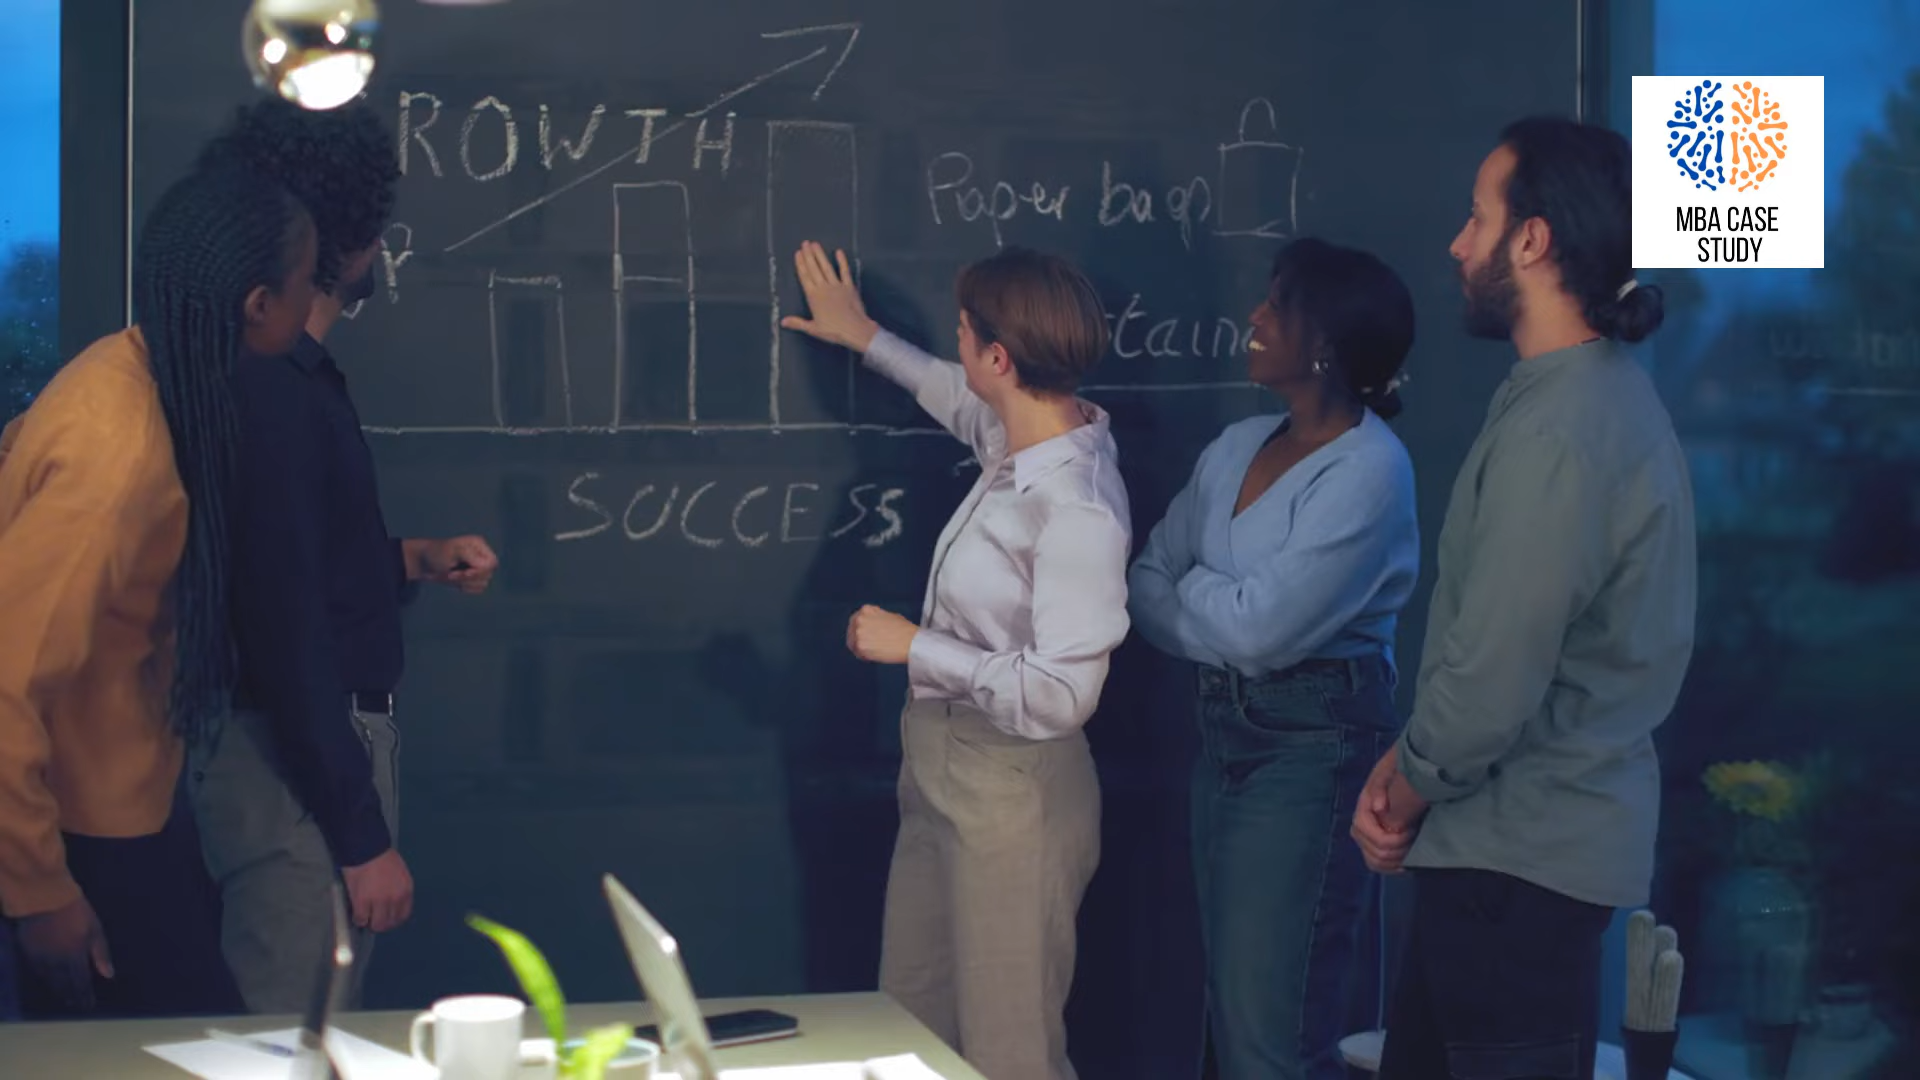 ROWTH
Paper bags
r
SUCCESS
MBA CASE
STUDY